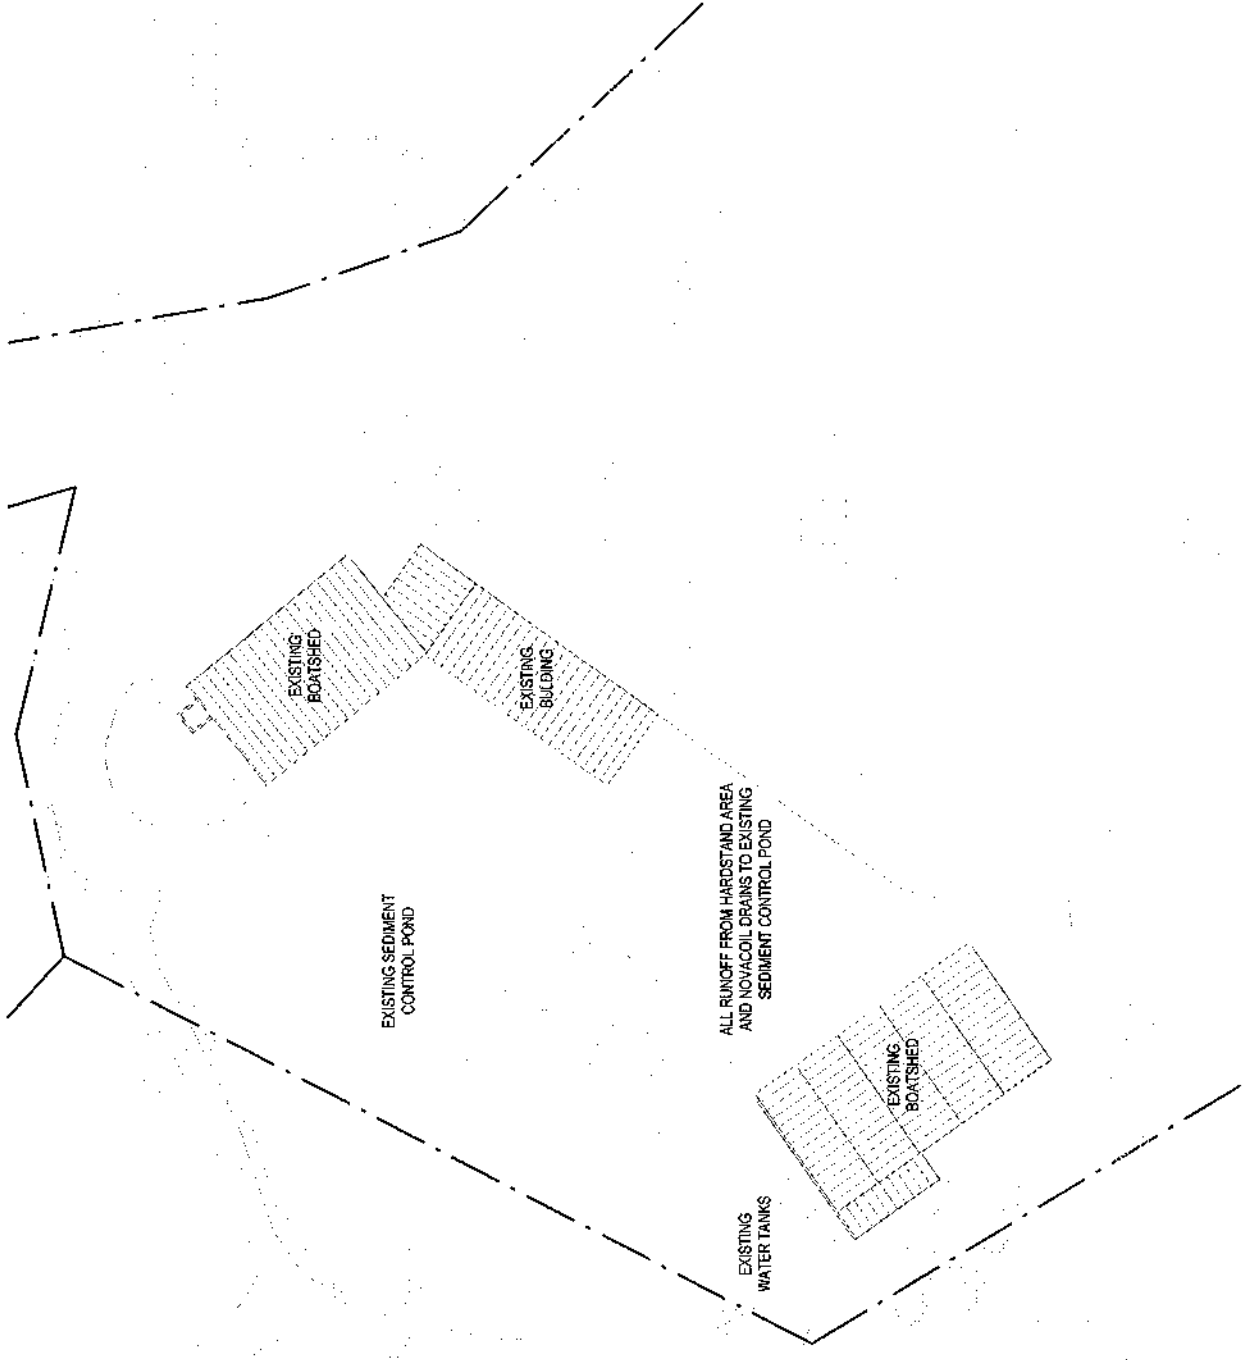 EXISTING
BOATSHED
EXISTING
BUILDING
EXISTING SEDIMENT
CONTROL POND
ALL RUNOFF FROM HARDSTAND AREA
AND NOVACOIL DRAINS TO EXISTING
SEDIMENT CONTROL POND
EXISTING
BOATSHED
EXISTING
WATER TANKS